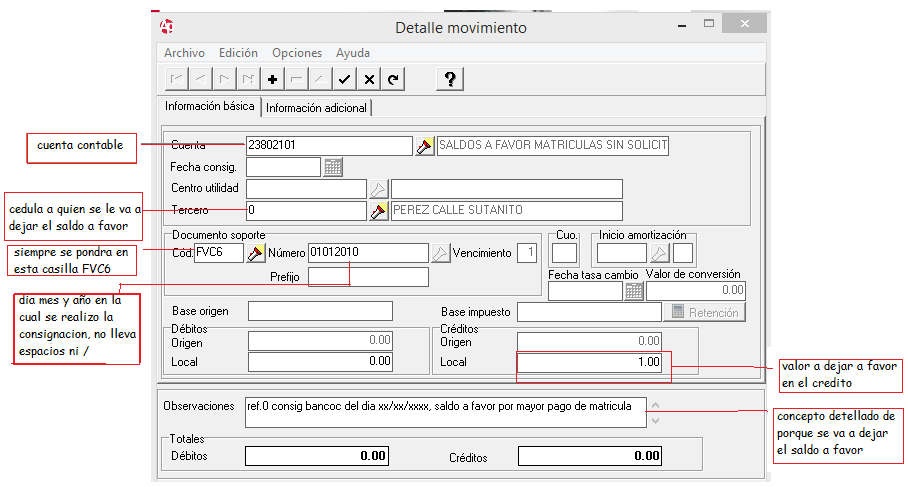 Detalle movimiento
Archivo Edición Opciones Ayuda
?
Información básica Información adicional
cuenta contable
Cuenta 23802101 SALDOS A FAVOR MATRICULAS SIN SOLICIT
Fecha consig.
Centro utilidad
cedula a quien se le va a
dejar el saldo a favor
Tercero 0 PEREZ CALLE SUTANITO
siempre se pondra en
esta casilla FVC6
Documento soporte
Cód. FVC6 Número 01012010 Vencimiento 1
Prefijo
Cuo. Inicio amortización
Fecha tasa cambio Valor de conversión
0.00
dia mes y año en la
cual se realizo la
consignacion, no lleva
espacios ni /
Base origen Base impuesto Retención
Débitos
Origen 0.00
Local 0.00
Créditos
Origen 0.00
Local 1.00
valor a dejar a favor
en el credito
Observaciones ref.0 consig bancoc del dia xx/xx/xxxx, saldo a favor por mayor pago de matricula
concepto detellado de
porque se va a dejar
el saldo a favor
Totales
Débitos 0.00 Créditos 0.00